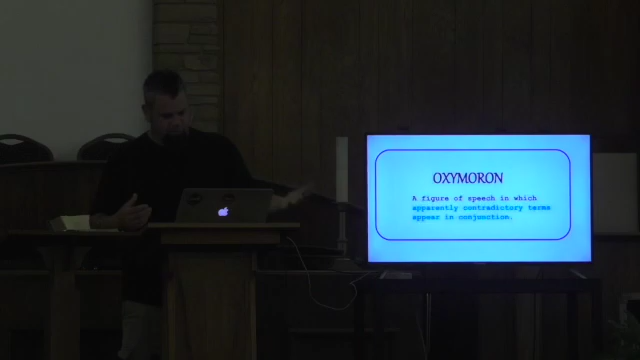 OXYMORON
A figure of speech in which
apparently contradictory terms
appear in conjunction.